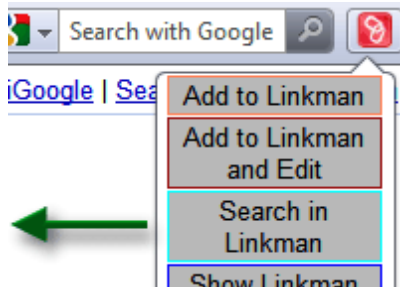 Search with Google
iGoogle | Sea
Add to Linkman
Add to Linkman
and Edit
Search in
Linkman
Show Linkman